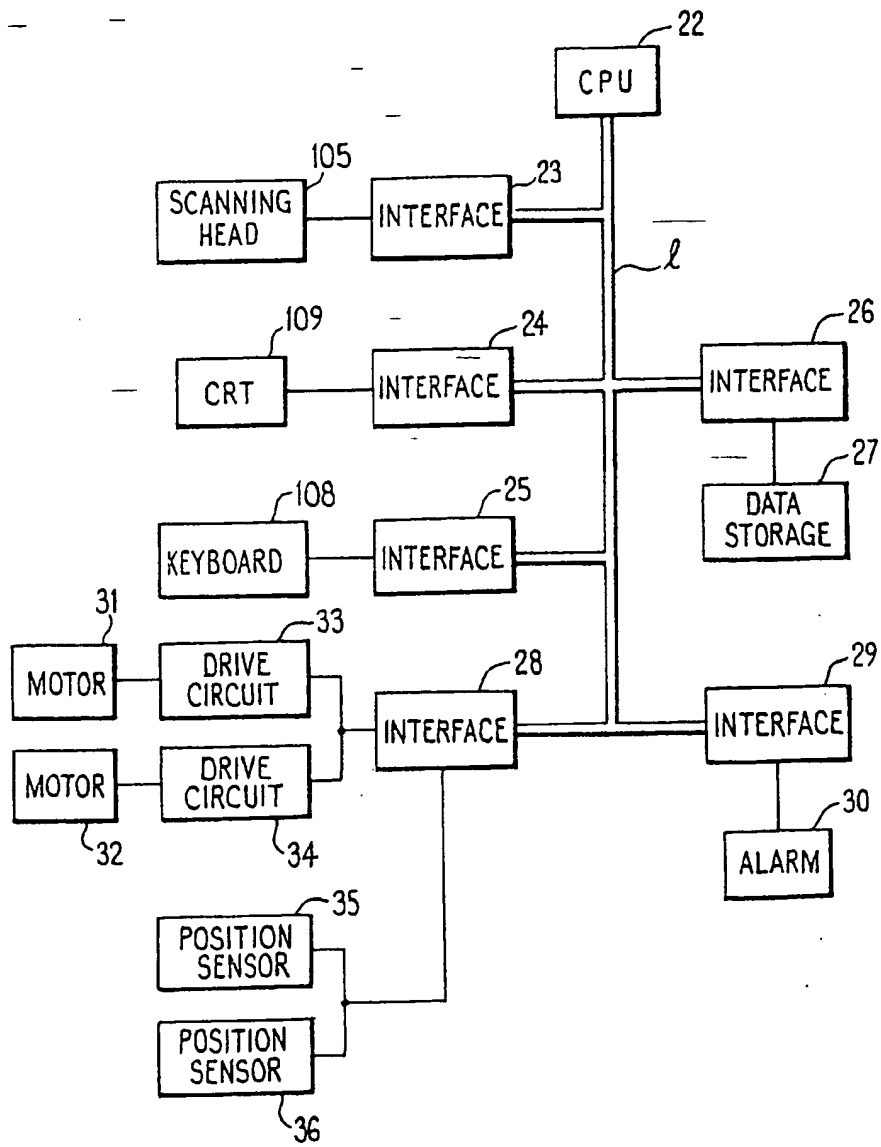 22
CPU
105
SCANNING
HEAD
23
INTERFACE
l
109
CRT
24
INTERFACE
26
INTERFACE
27
DATA
STORAGE
108
KEYBOARD
25
INTERFACE
31
MOTOR
33
DRIVE
CIRCUIT
28
INTERFACE
29
INTERFACE
MOTOR
32
DRIVE
CIRCUIT
34
30
ALARM
35
POSITION
SENSOR
POSITION
SENSOR
36